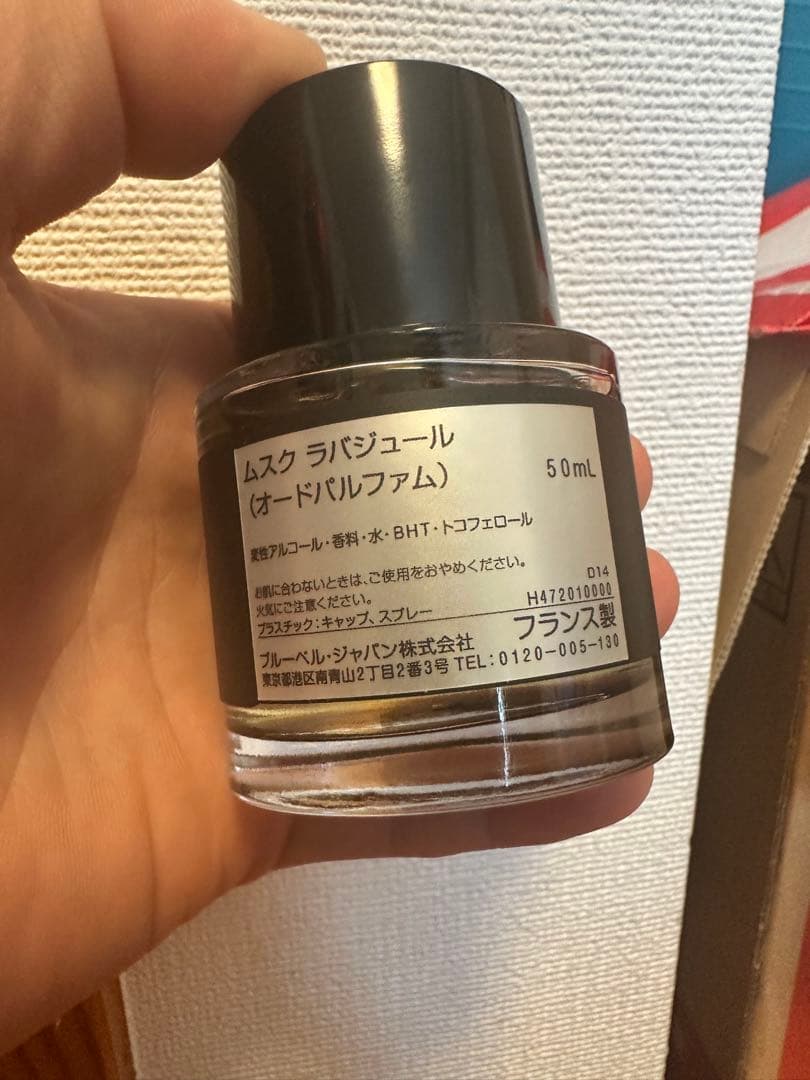 ムスク ラバジュール
(オードパルファム) 50mL
変性アルコール・香料・水・BHT・トコフェロール
お肌に合わないときは、ご使用をおやめください。
火気にご注意ください。 D14
プラスチック:キャップ、スプレー H472010000
ブルーベル・ジャパン株式会社 フランス製
東京都港区南青山2丁目2番3号 TEL:0120-005-130